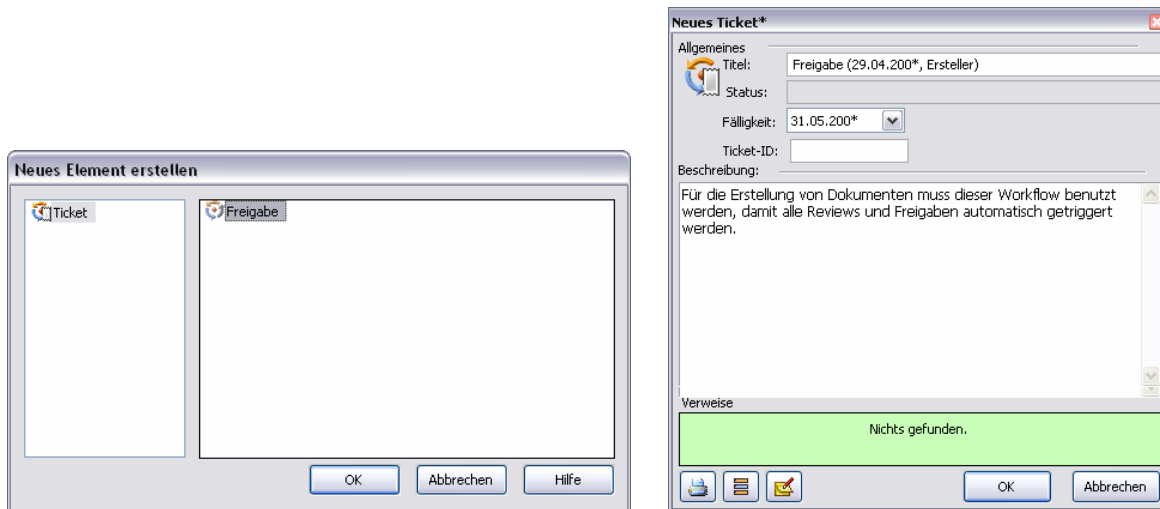 Neues Element erstellen
Ticket
Freigabe
OK Abbrechen Hilfe
Neues Ticket*
Allgemeines
Titel: Freigabe (29.04.200*, Ersteller)
Status:
Fälligkeit: 31.05.200*
Ticket-ID:
Beschreibung:
Für die Erstellung von Dokumenten muss dieser Workflow benutzt
werden, damit alle Reviews und Freigaben automatisch getriggert
werden.
Verweise
Nichts gefunden.
OK Abbrechen